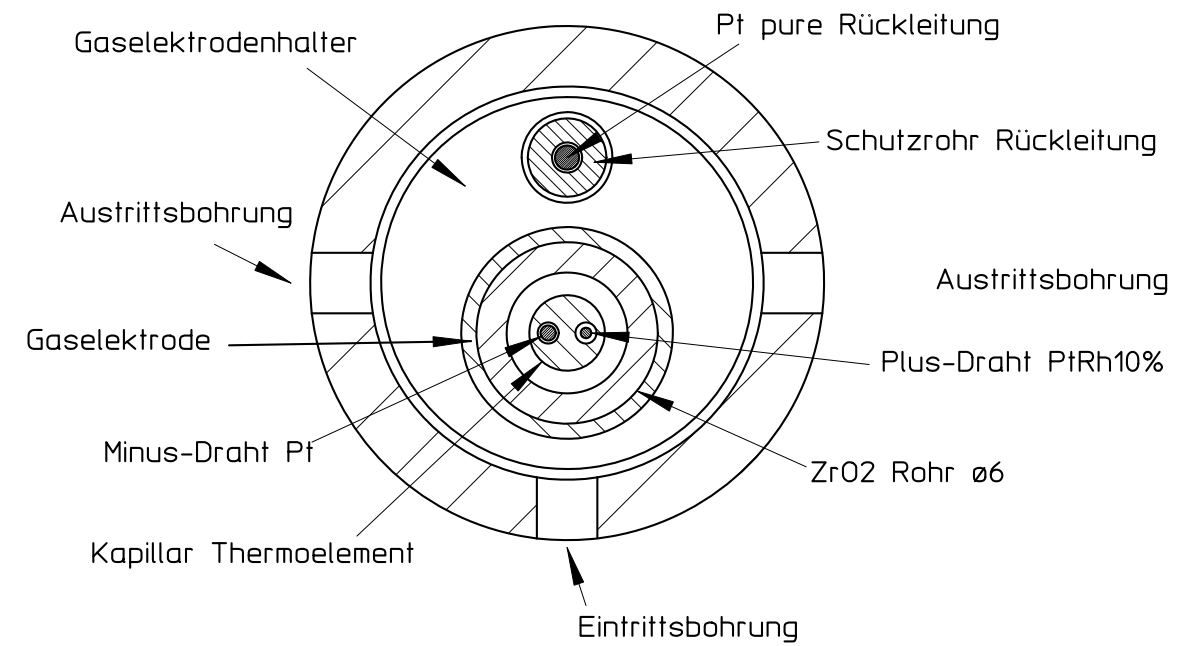 Pt pure Rückleitung
Gaselektrodenhalter
Schutzrohr Rückleitung
Austrittsbohrung
Austrittsbohrung
Gaselektrode
Plus-Draht PtRh10%
Minus-Draht Pt
ZrO2 Rohr ø6
Kapillar Thermoelement
Eintrittsbohrung